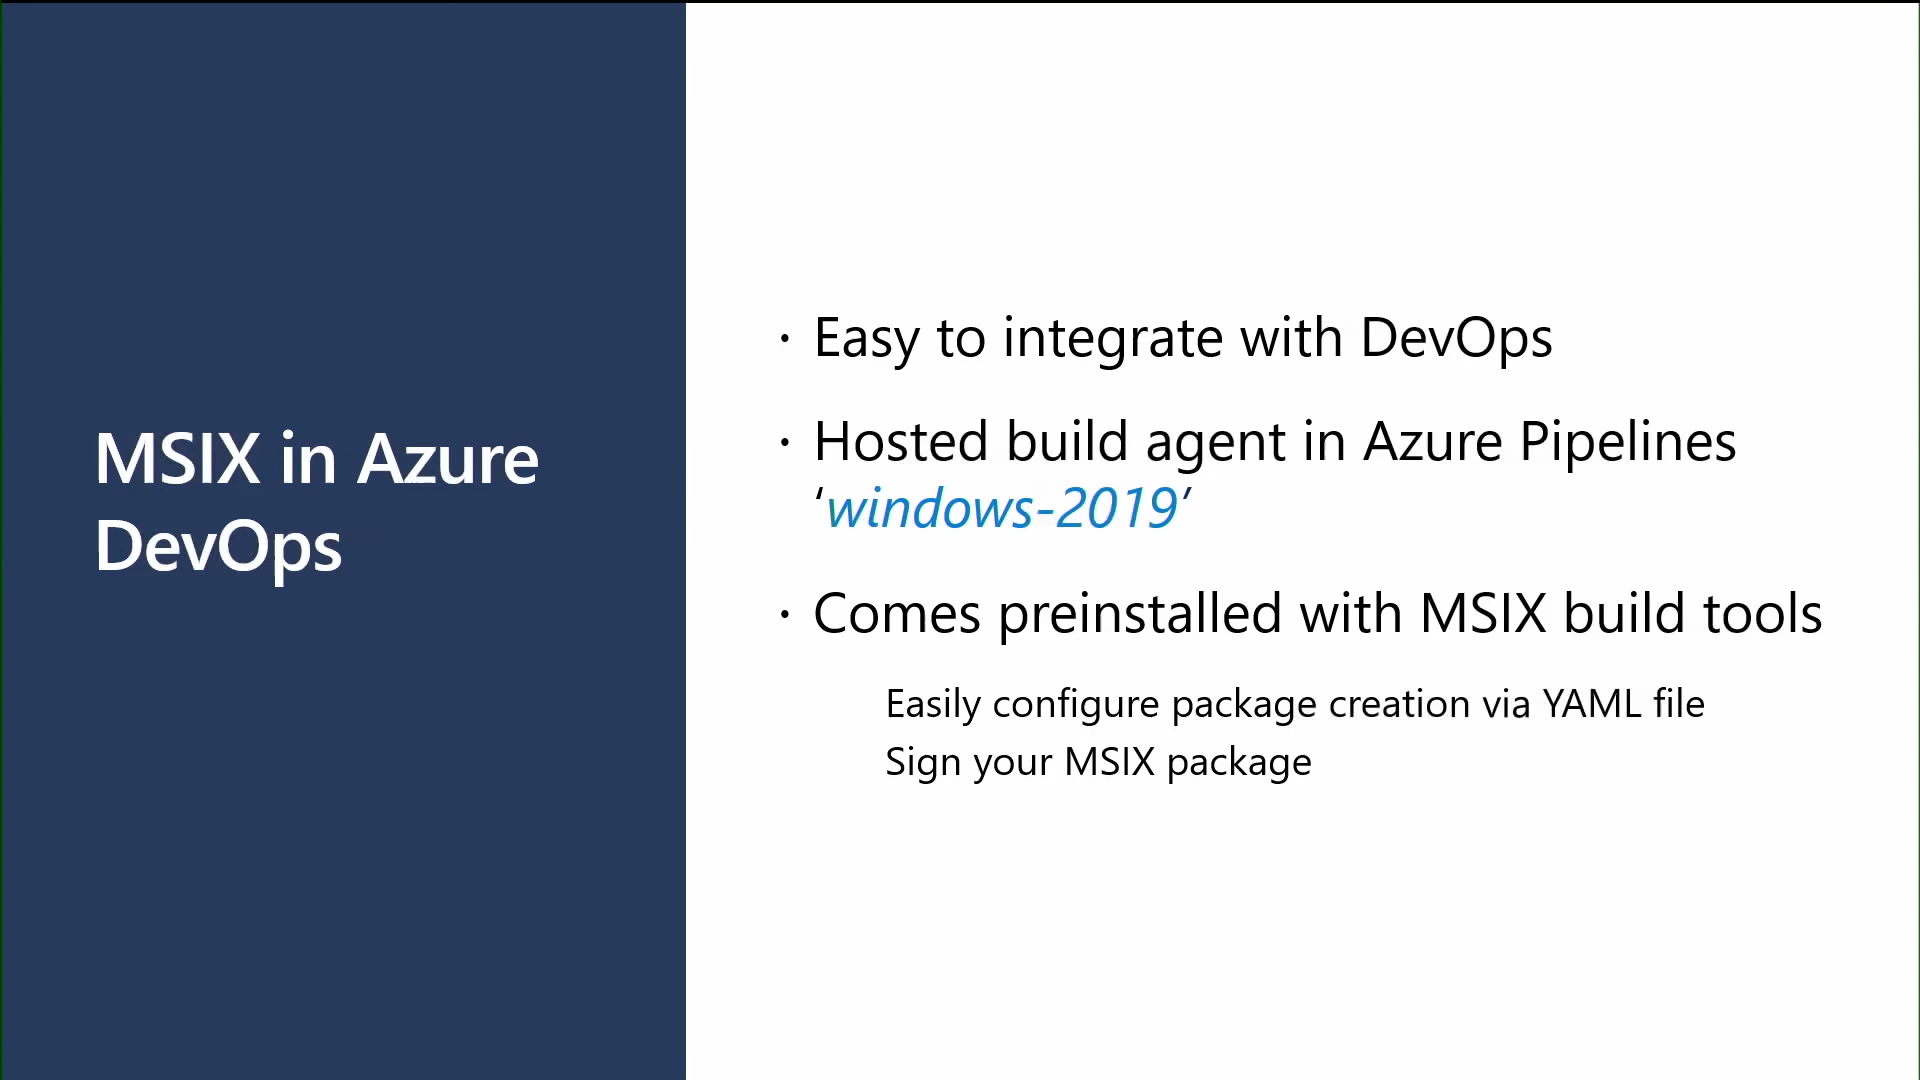 MSIX in Azure
DevOps
· Easy to integrate with DevOps
· Hosted build agent in Azure Pipelines
‘windows-2019’
· Comes preinstalled with MSIX build tools
Easily configure package creation via YAML file
Sign your MSIX package